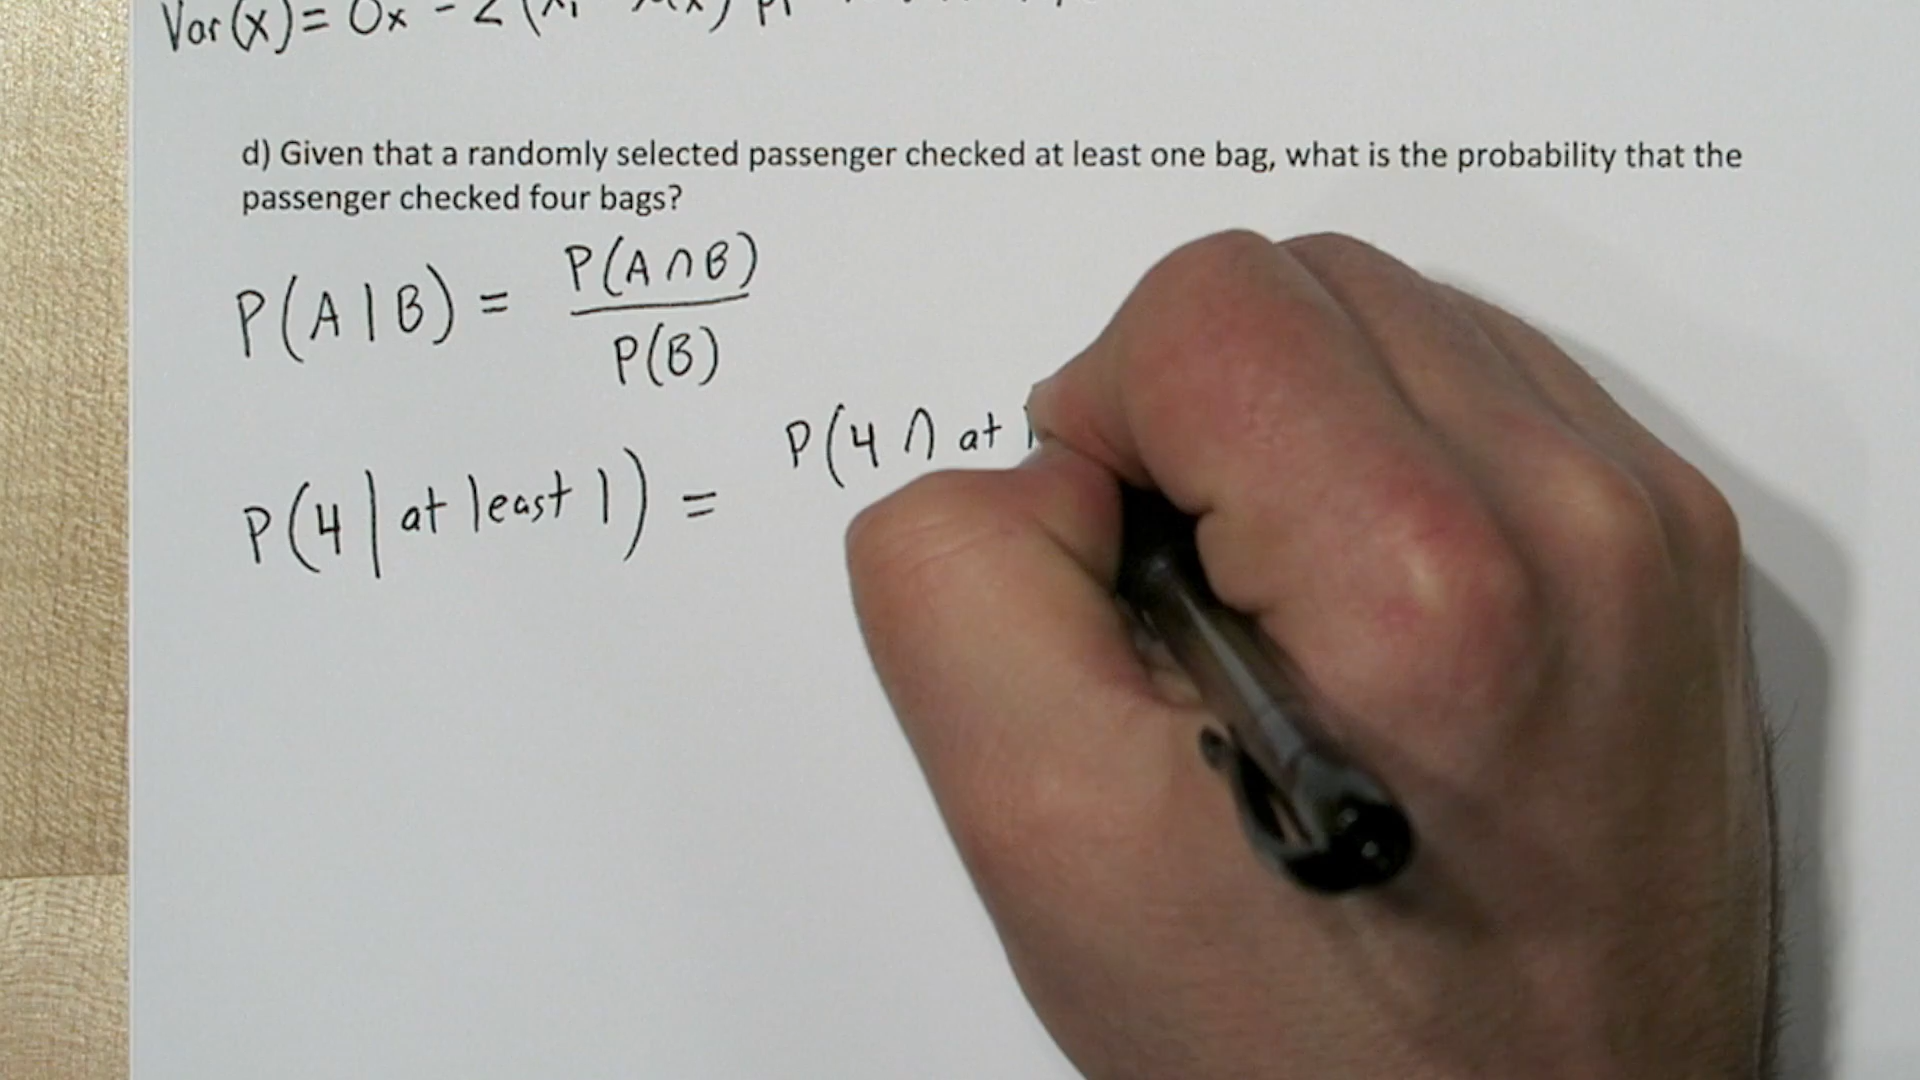 Var(x) =
d) Given that a randomly selected passenger checked at least one bag, what is the probability that the
passenger checked four bags?
P(A|B) = P(A∩B)
P(B)
P(4|at least 1) = P(4 ∩ at